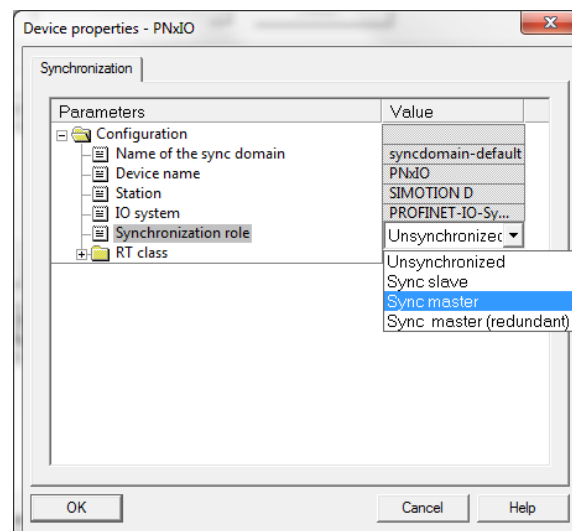 Device properties - PNxIO
Synchronization
Parameters Value
Configuration
Name of the sync domain syncdomain-default
Device name PNxIO
Station SIMOTION D
IO system PROFINET-IO-Sy...
Synchronization role Unsynchronized
RT class
Unsynchronized
Sync slave
Sync master
Sync master (redundant)
OK Cancel Help